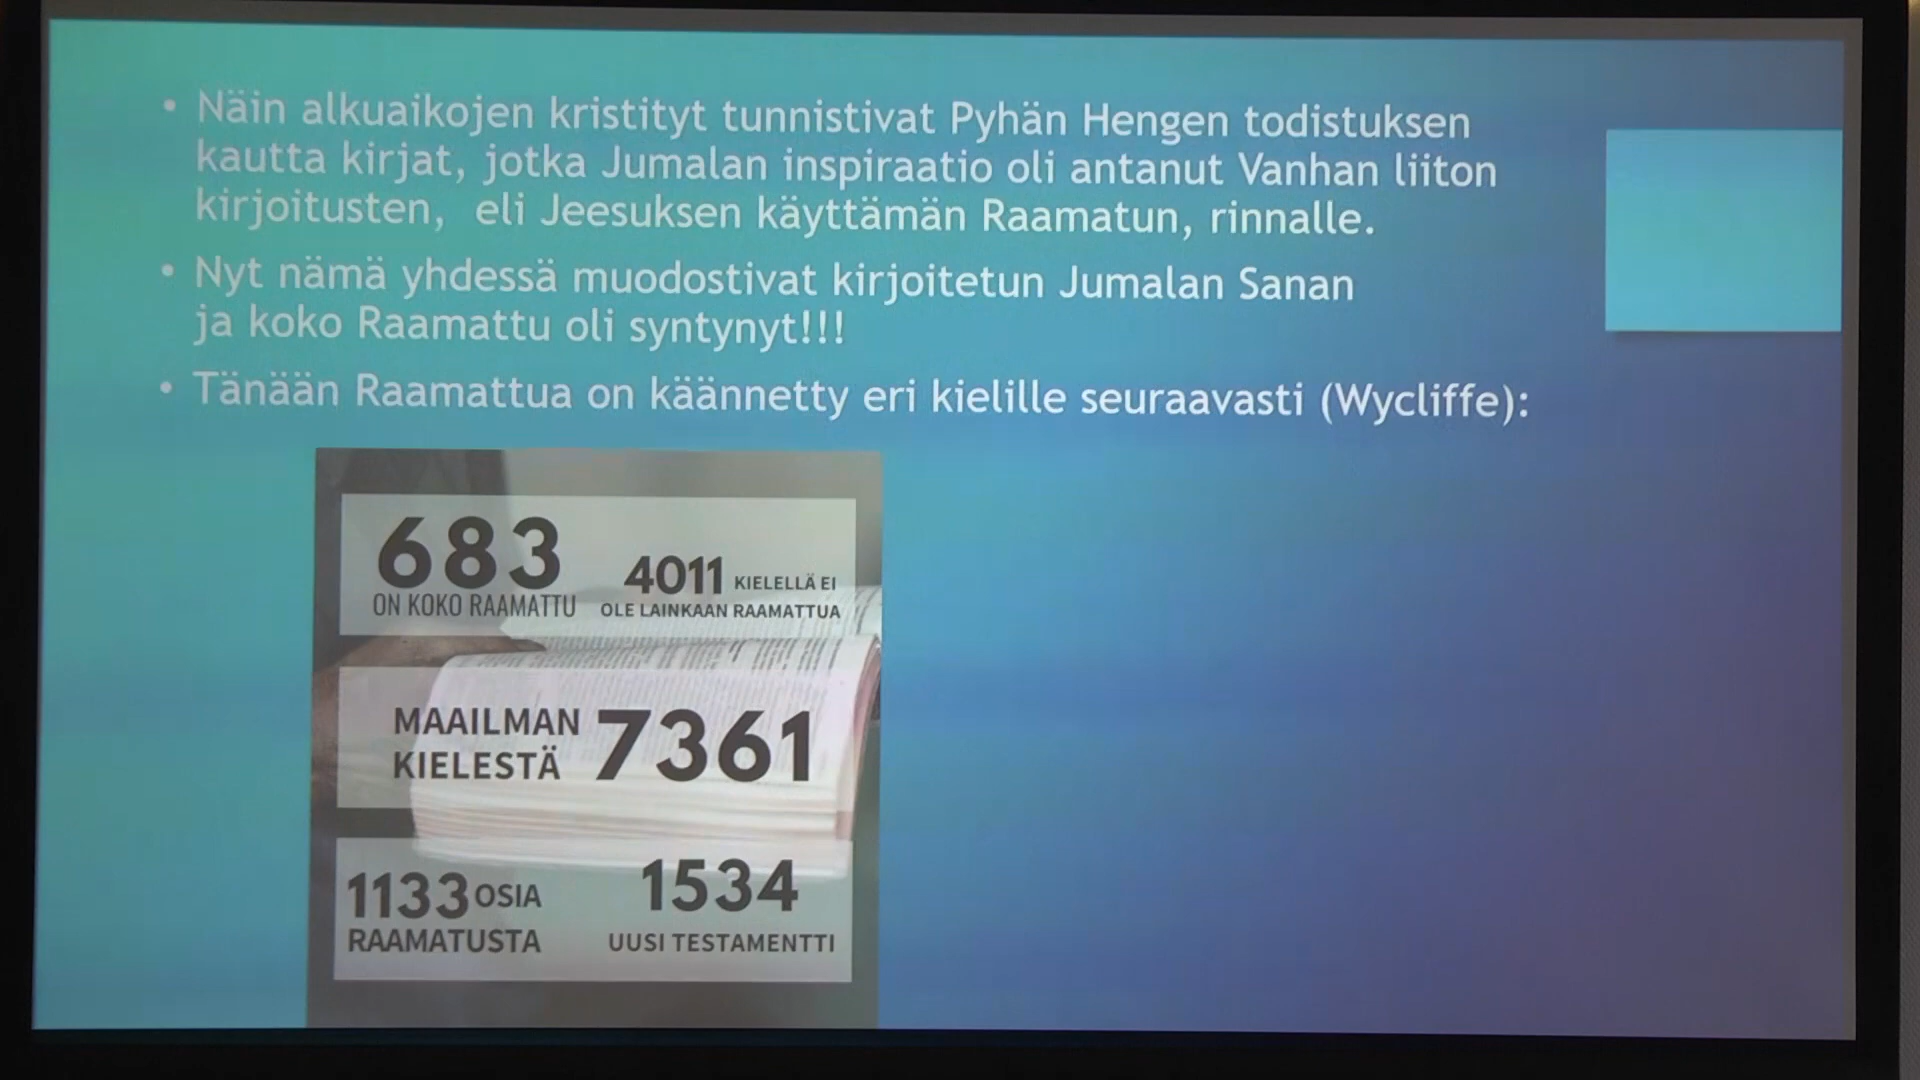 • Näin alkuaikojen kristityt tunnistivat Pyhän Hengen todistuksen
kautta kirjat, jotka Jumalan inspiraatio oli antanut Vanhan liiton
kirjoitusten, eli Jeesuksen käyttämän Raamatun, rinnalle.
• Nyt nämä yhdessä muodostivat kirjoitetun Jumalan Sanan
ja koko Raamattu oli syntynyt!!!
• Tänään Raamattua on käännetty eri kielille seuraavasti (Wycliffe):
683
ON KOKO RAAMATTU
4011 KIELELLÄ EI
OLE LAINKAAN RAAMATTUA
MAAILMAN
KIELESTÄ
7361
1133 OSIA
RAAMATUSTA
1534
UUSI TESTAMENTTI